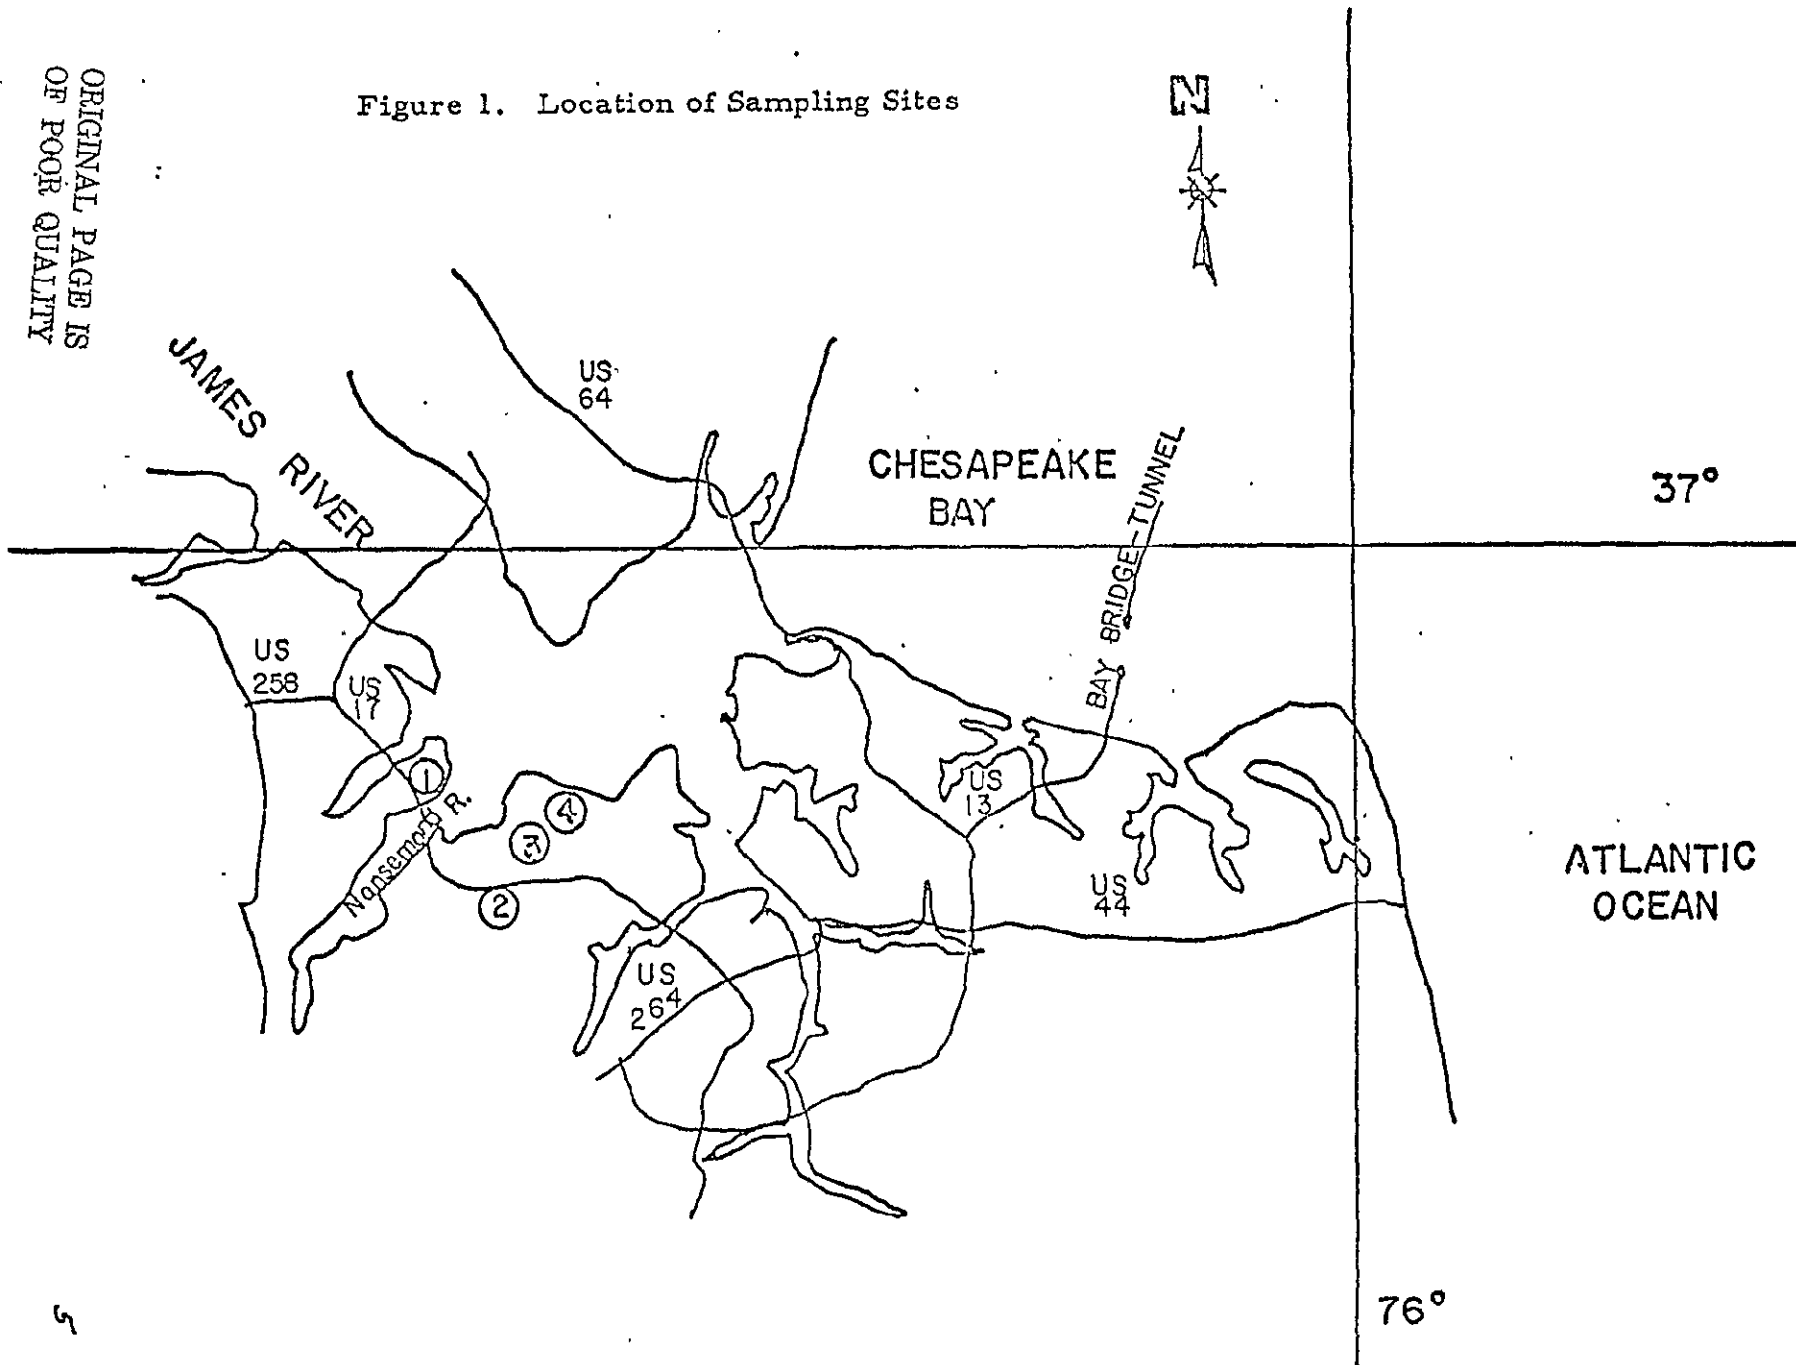 ORIGINAL PAGE IS
OF POOR QUALITY
Figure 1. Location of Sampling Sites
N
JAMES
RIVER
US
64
CHESAPEAKE
BAY
BAY BRIDGE-TUNNEL
37°
US
258
US
17
1
Nansemond R.
4
3
2
US
13
US
44
ATLANTIC
OCEAN
US
264
76°
5